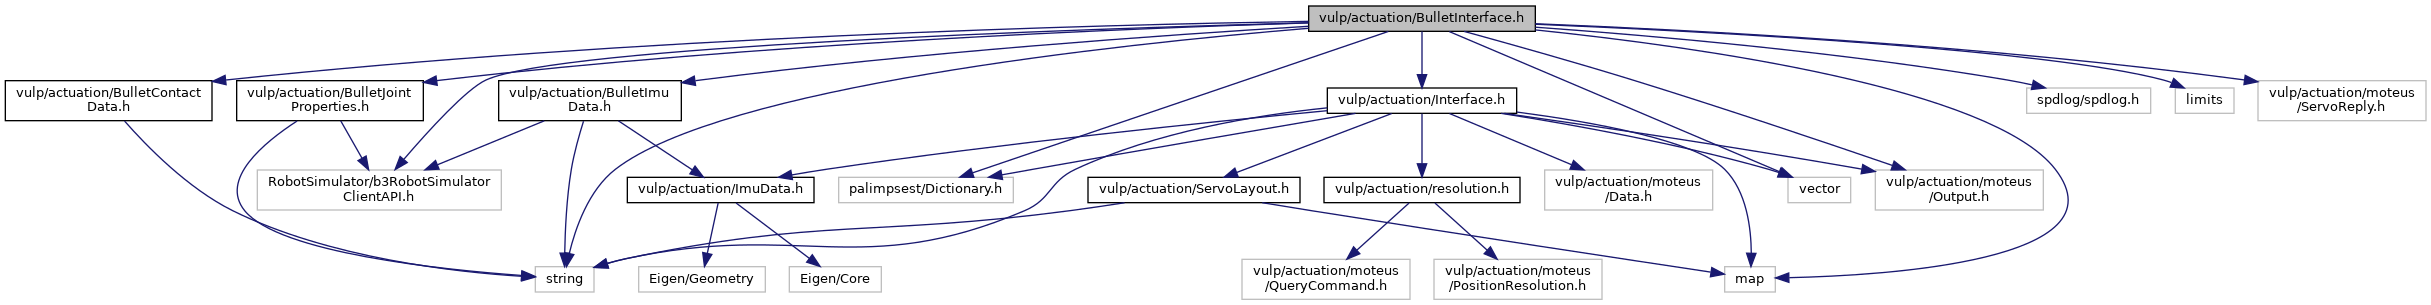 vulp/actuation/BulletInterface.h
vulp/actuation/BulletContact
Data.h
vulp/actuation/BulletJoint
Properties.h
vulp/actuation/BulletImu
Data.h
vulp/actuation/Interface.h
spdlog/spdlog.h
limits
vulp/actuation/moteus
/ServoReply.h
RobotSimulator/b3RobotSimulator
ClientAPI.h
vulp/actuation/ImuData.h
palimpsest/Dictionary.h
vulp/actuation/ServoLayout.h
vulp/actuation/resolution.h
vulp/actuation/moteus
/Data.h
vector
vulp/actuation/moteus
/Output.h
string
Eigen/Geometry
Eigen/Core
vulp/actuation/moteus
/QueryCommand.h
vulp/actuation/moteus
/PositionResolution.h
map